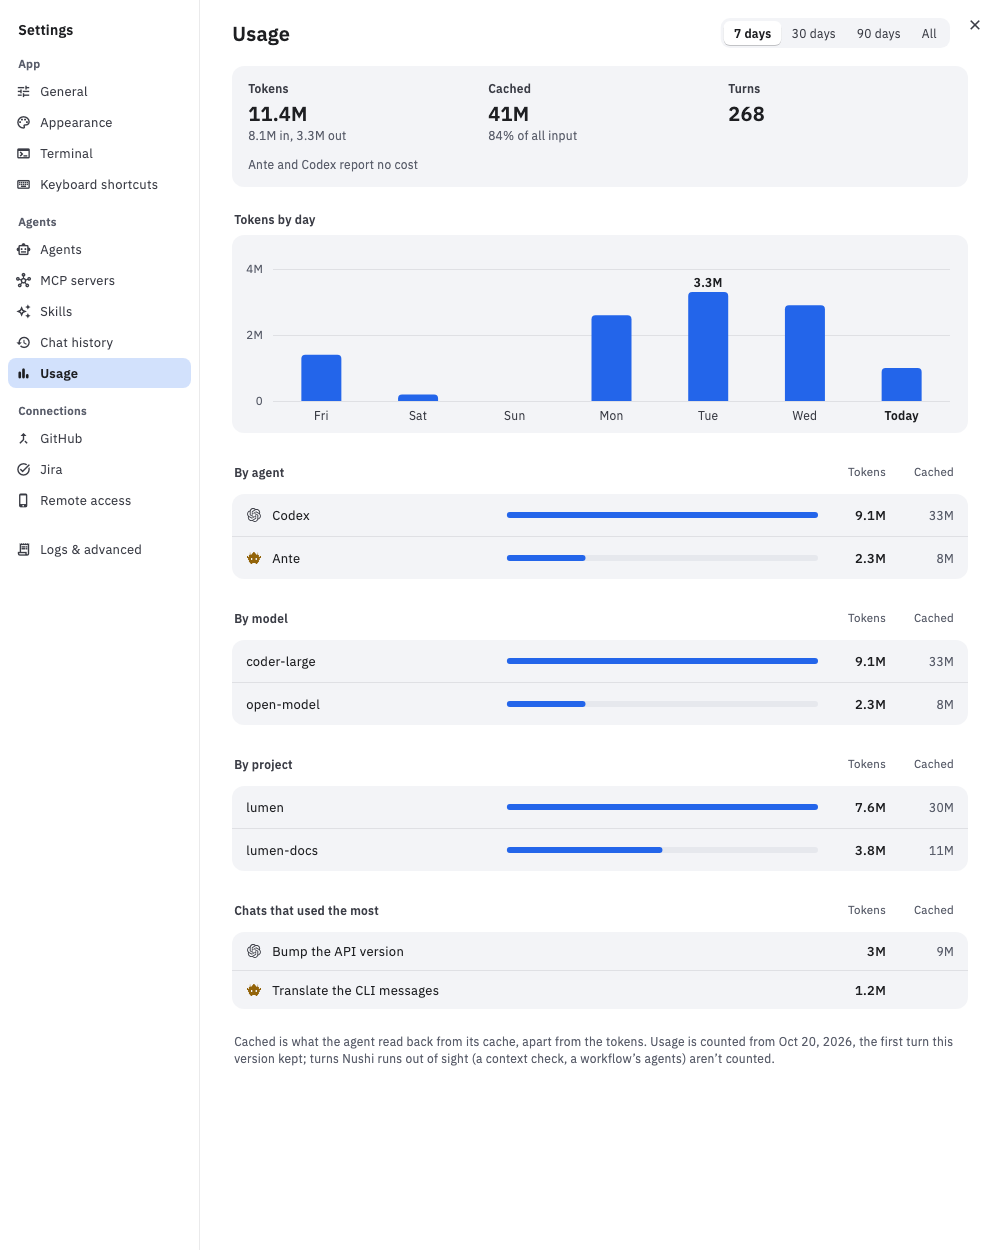 Settings
App
General
Appearance
Terminal
Keyboard shortcuts
Agents
Agents
MCP servers
Skills
Chat history
Usage
Connections
GitHub
Jira
Remote access
Logs & advanced
Usage
7 days 30 days 90 days All
Tokens Cached Turns
11.4M 41M 268
8.1M in, 3.3M out 84% of all input
Ante and Codex report no cost
Tokens by day
4M
3.3M
2M
0
Fri Sat Sun Mon Tue Wed Today
By agent Tokens Cached
Codex 9.1M 33M
Ante 2.3M 8M
By model Tokens Cached
coder-large 9.1M 33M
open-model 2.3M 8M
By project Tokens Cached
lumen 7.6M 30M
lumen-docs 3.8M 11M
Chats that used the most Tokens Cached
Bump the API version 3M 9M
Translate the CLI messages 1.2M
Cached is what the agent read back from its cache, apart from the tokens. Usage is counted from Oct 20, 2026, the first turn this
version kept; turns Nushi runs out of sight (a context check, a workflow’s agents) aren’t counted.